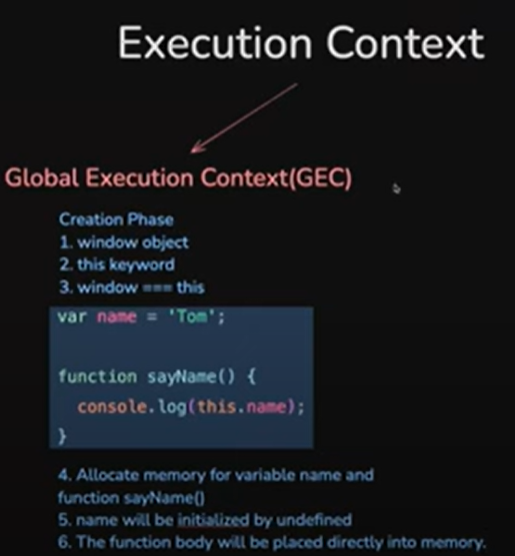 Execution Context
Global Execution Context(GEC)
Creation Phase
1. window object
2. this keyword
3. window === this
var name = 'Tom';
function sayName() {
console.log(this.name);
}
4. Allocate memory for variable name and
function sayName()
5. name will be initialized by undefined
6. The function body will be placed directly into memory.